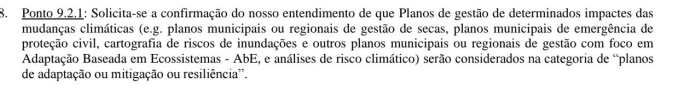 8. Ponto 9.2.1: Solicita-se a confirmação do nosso entendimento de que Planos de gestão de determinados impactes das
mudanças climáticas (e.g. planos municipais ou regionais de gestão de secas, planos municipais de emergência de
proteção civil, cartografia de riscos de inundações e outros planos municipais ou regionais de gestão com foco em
Adaptação Baseada em Ecossistemas - AbE, e análises de risco climático) serão considerados na categoria de “planos
de adaptação ou mitigação ou resiliência”.